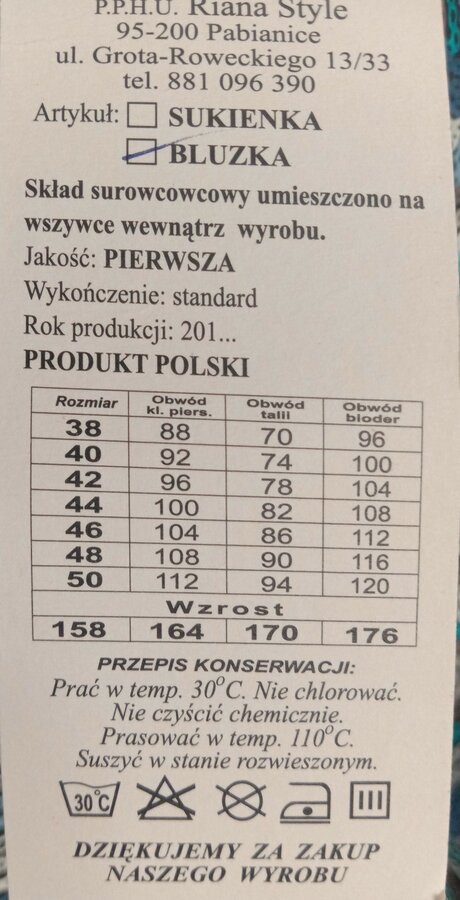 P.P.H.U. Riana Style
95-200 Pabianice
ul. Grota-Roweckiego 13/33
tel. 881 096 390
Artykuł: SUKIENKA
BLUZKA
Skład surowcowcowy umieszczono na
wszywce wewnątrz wyrobu.
Jakość: PIERWSZA
Wykończenie: standard
Rok produkcji: 201...
PRODUKT POLSKI
Rozmiar Obwód kl. piers. Obwód talii Obwód bioder
38 88 70 96
40 92 74 100
42 96 78 104
44 100 82 108
46 104 86 112
48 108 90 116
50 112 94 120
Wzrost
158 164 170 176
PRZEPIS KONSERWACJI:
Prać w temp. 30°C. Nie chlorować.
Nie czyścić chemicznie.
Prasować w temp. 110°C.
Suszyć w stanie rozwieszonym.
30°C
DZIĘKUJEMY ZA ZAKUP
NASZEGO WYROBU